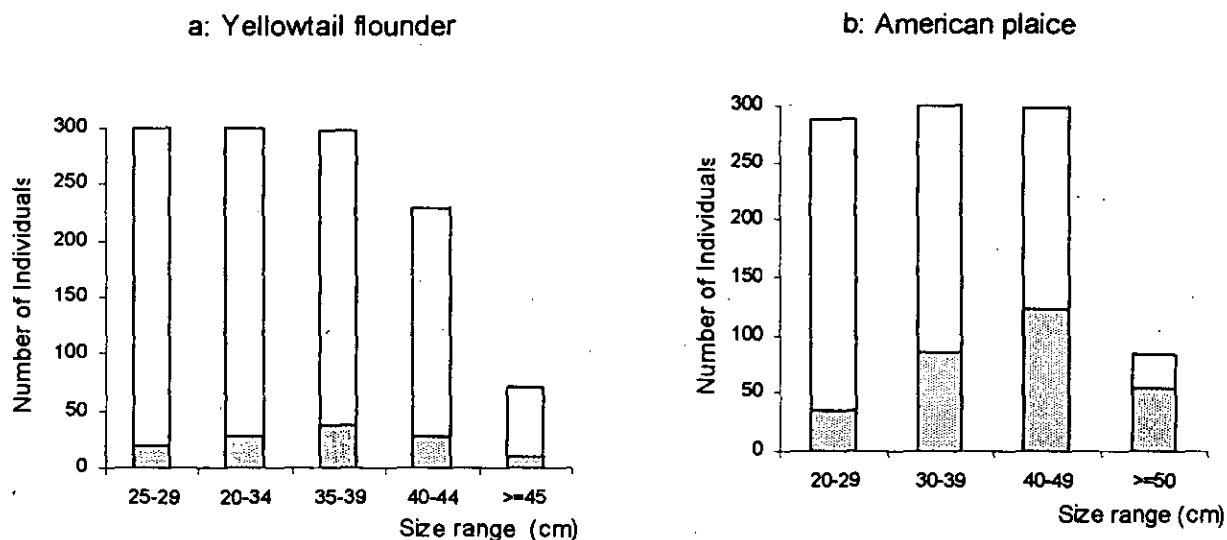 a: Yellowtail flounder
Number of Individuals
300
250
200
150
100
50
0
25-29 20-34 35-39 40-44 >=45
Size range (cm)
b: American plaice
Number of Individuals
300
250
200
150
100
50
0
20-29 30-39 40-49 >=50
Size range (cm)